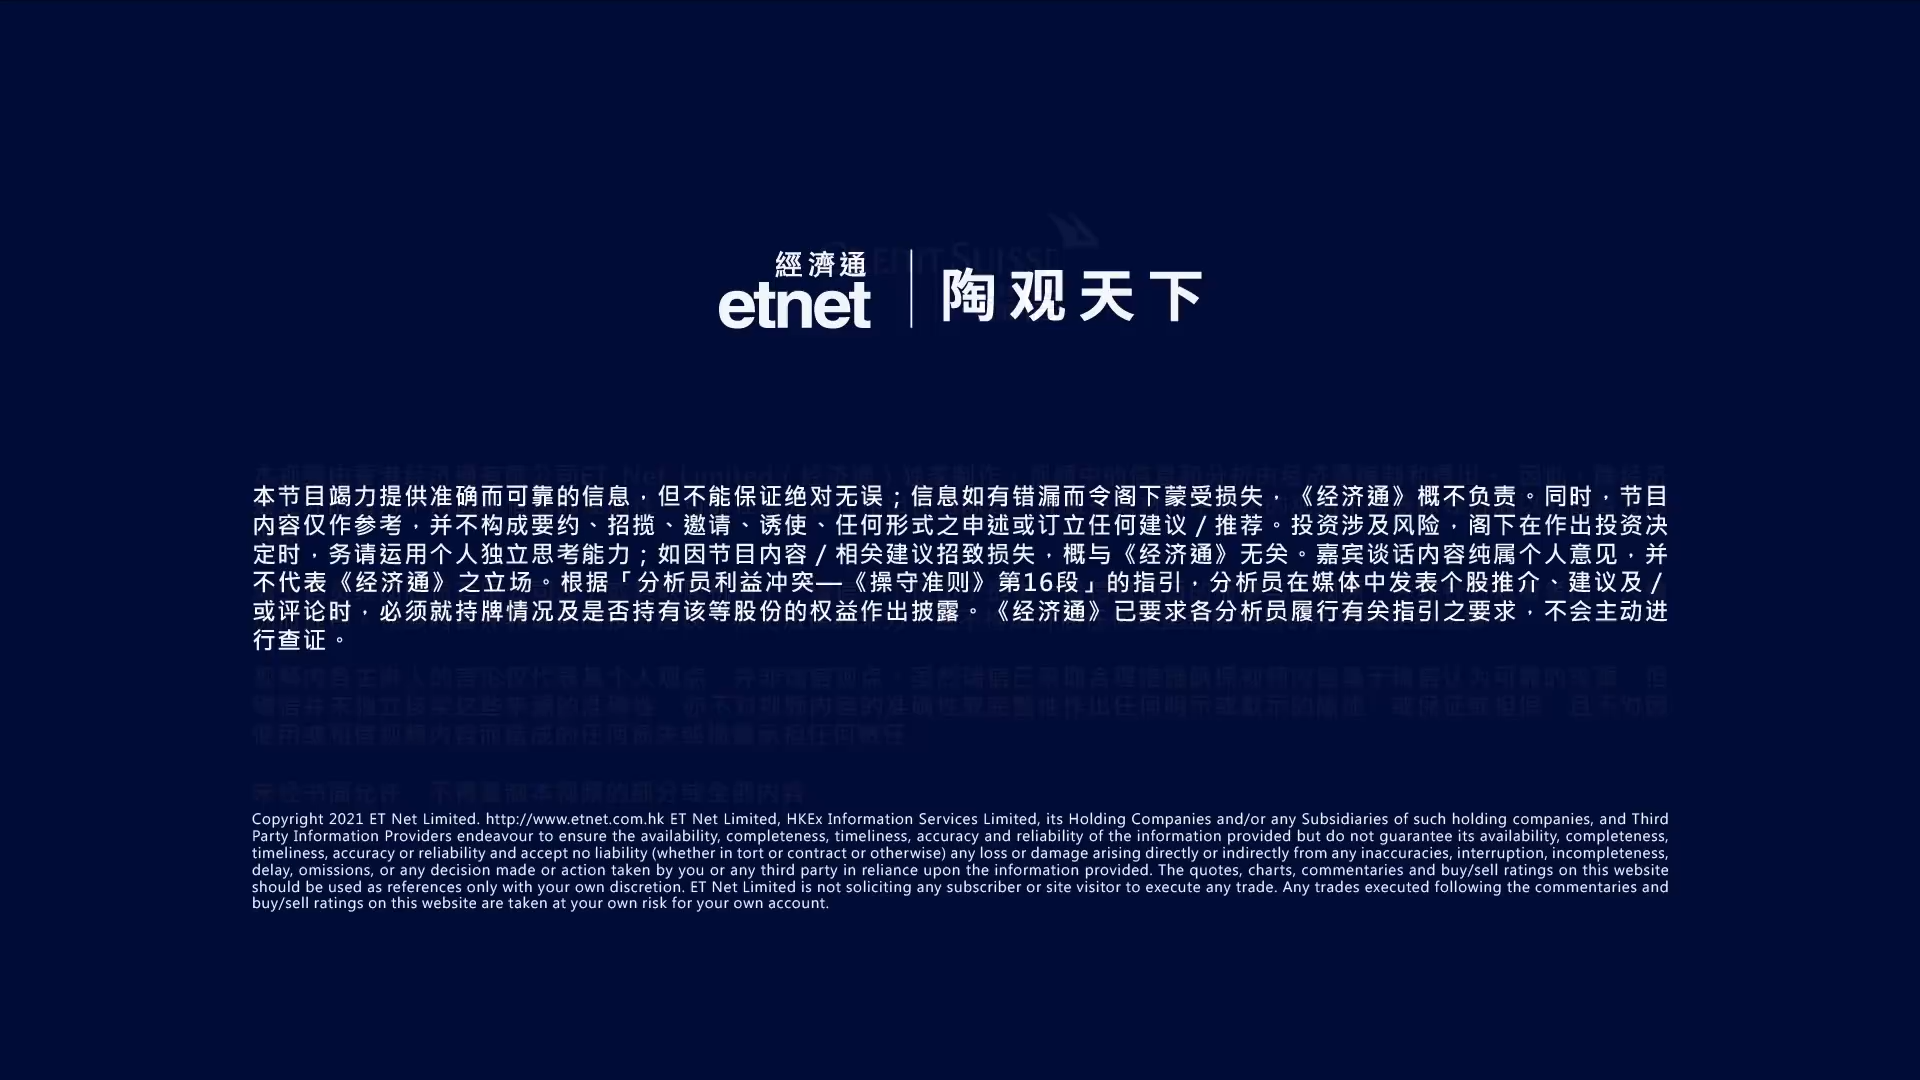 經濟通
etnet
陶观天下
本节目竭力提供准确而可靠的信息，但不能保证绝对无误；信息如有错漏而令阁下蒙受损失，《经济通》概不负责。同时，节目
内容仅作参考，并不构成要约、招揽、邀请、诱使、任何形式之申述或订立任何建议/推荐。投资涉及风险，阁下在作出投资决
定时，务请运用个人独立思考能力；如因节目内容/相关建议招致损失，概与《经济通》无关。嘉宾谈话内容纯属个人意见，并
不代表《经济通》之立场。根据「分析员利益冲突—《操守准则》第16段」的指引，分析员在媒体中发表个股推介、建议及/
或评论时，必须就持牌情况及是否持有该等股份的权益作出披露。《经济通》已要求各分析员履行有关指引之要求，不会主动进
行查证。
Copyright 2021 ET Net Limited. http://www.etnet.com.hk ET Net Limited, HKEx Information Services Limited, its Holding Companies and/or any Subsidiaries of such holding companies, and Third
Party Information Providers endeavour to ensure the availability, completeness, timeliness, accuracy and reliability of the information provided but do not guarantee its availability, completeness,
timeliness, accuracy or reliability and accept no liability (whether in tort or contract or otherwise) any loss or damage arising directly or indirectly from any inaccuracies, interruption, incompleteness,
delay, omissions, or any decision made or action taken by you or any third party in reliance upon the information provided. The quotes, charts, commentaries and buy/sell ratings on this website
should be used as references only with your own discretion. ET Net Limited is not soliciting any subscriber or site visitor to execute any trade. Any trades executed following the commentaries and
buy/sell ratings on this website are taken at your own risk for your own account.